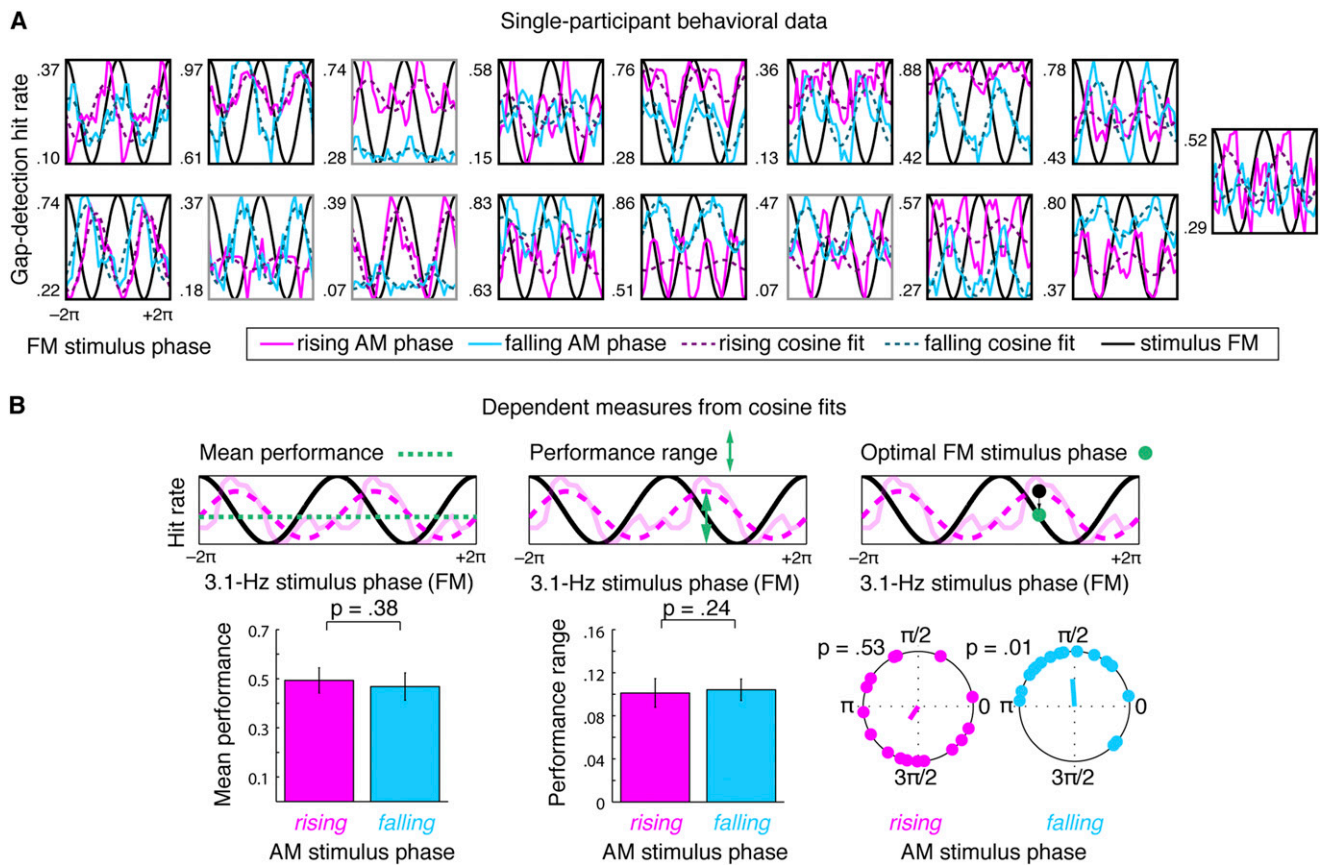 A
Single-participant behavioral data
Gap-detection hit rate
.37 .97 .74 .58 .76 .36 .88 .78
.10 .61 .28 .15 .28 .13 .42 .43
.52
.29
.74 .37 .39 .83 .86 .47 .57 .80
.22 .18 .07 .63 .51 .07 .27 .37
−2π +2π
FM stimulus phase
rising AM phase falling AM phase rising cosine fit falling cosine fit stimulus FM
B
Dependent measures from cosine fits
Mean performance Performance range Optimal FM stimulus phase
Hit rate
−2π +2π −2π +2π −2π +2π
3.1-Hz stimulus phase (FM) 3.1-Hz stimulus phase (FM) 3.1-Hz stimulus phase (FM)
Mean performance
p = .38
0.7
0.5
0.3
0.1
rising falling
AM stimulus phase
Performance range
p = .24
.16
.12
.08
.04
0
rising falling
AM stimulus phase
p = .53 π/2 p = .01 π/2
π 0 π 0
3π/2 3π/2
rising falling
AM stimulus phase